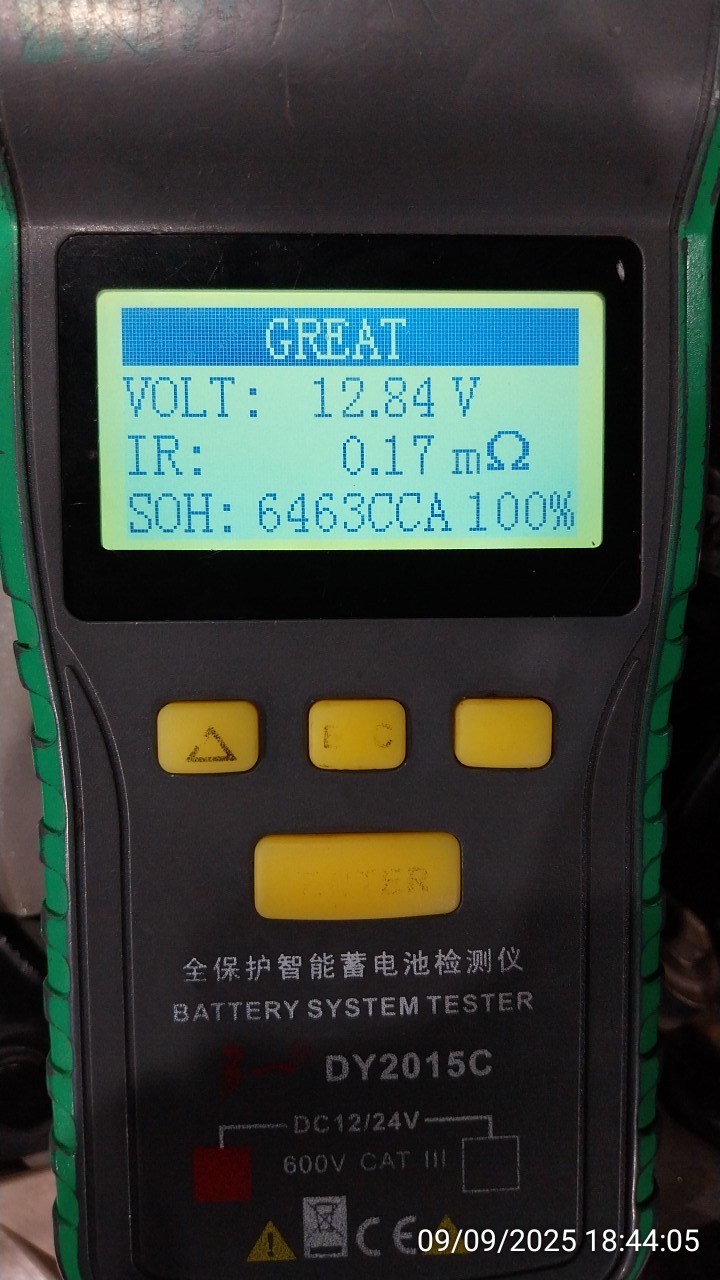 GREAT
VOLT: 12.84 V
IR: 0.17 mΩ
SOH: 6463CCA 100%
全保护智能蓄电池检测仪
BATTERY SYSTEM TESTER
DY2015C
DC12/24V
600V CAT III
CE
09/09/2025 18:44:05